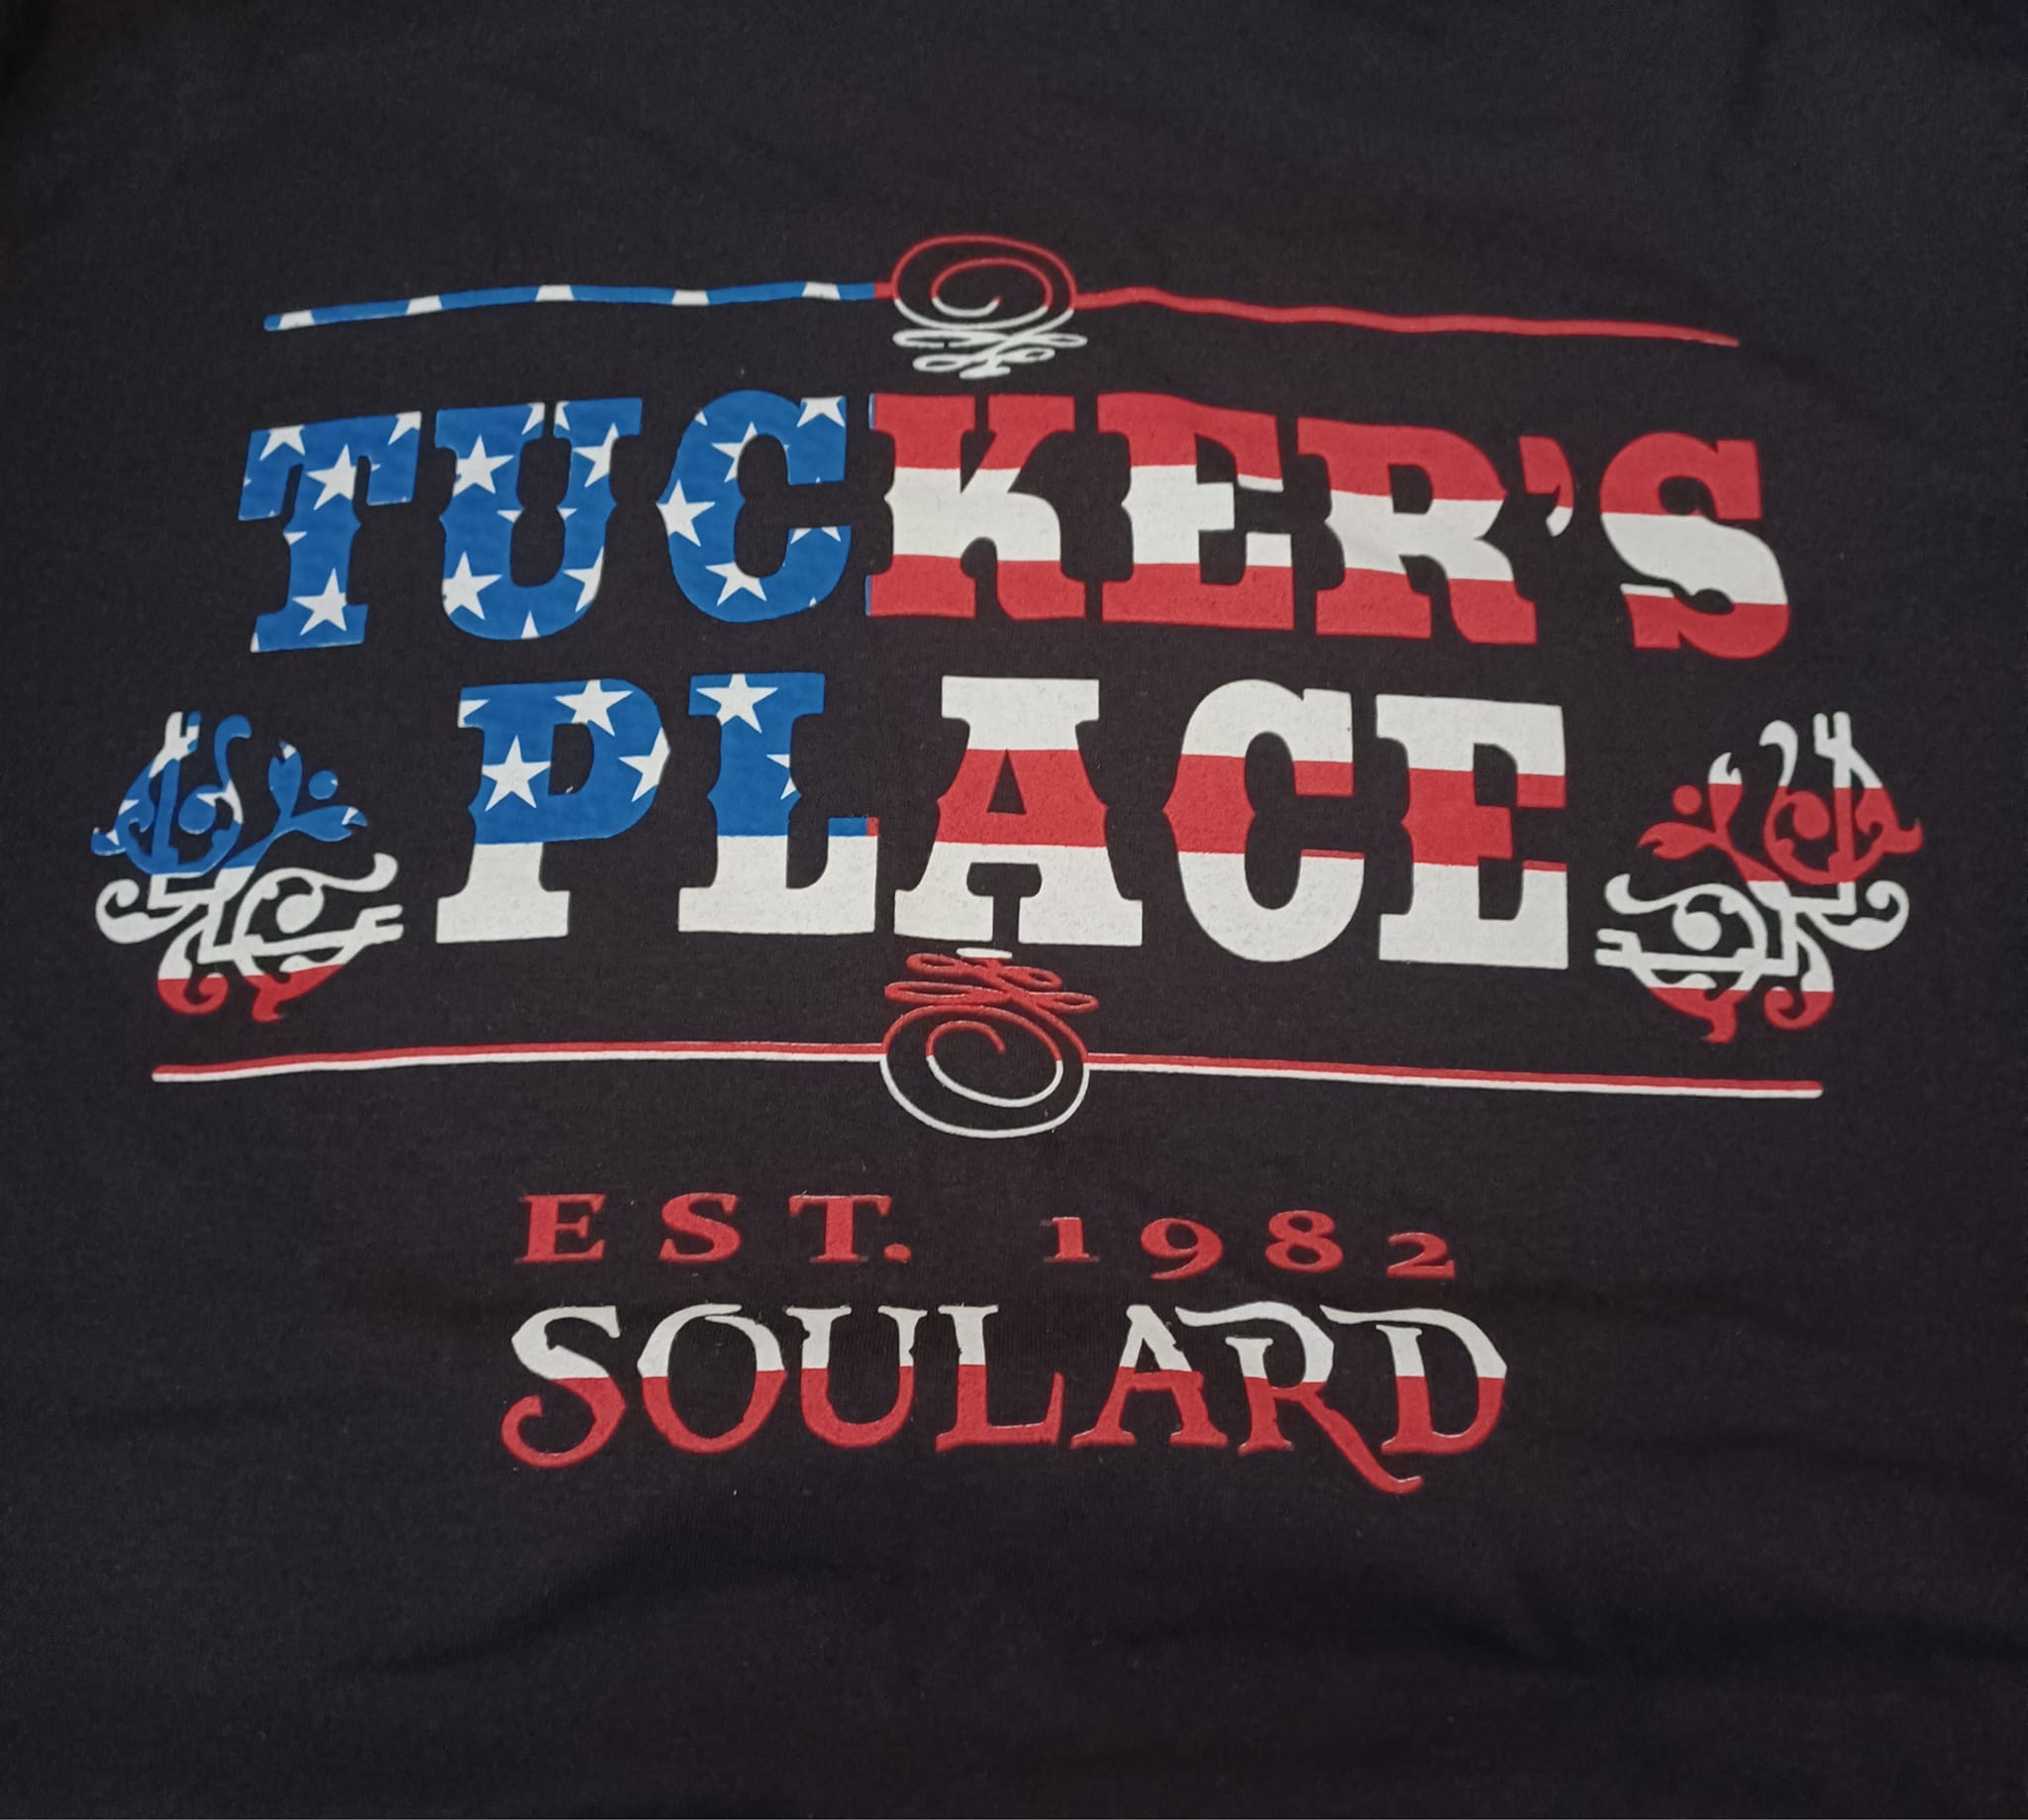 TUCKER'S
PLACE
EST. 1982
SOULARD